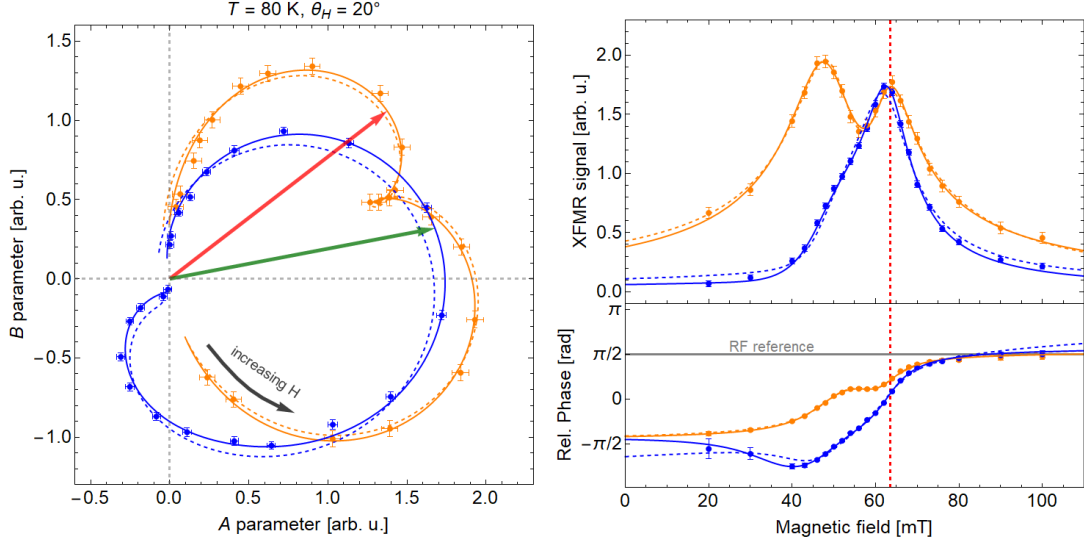 T = 80 K, θH = 20°
1.5
1.0
0.5
0.0
−0.5
−1.0
B parameter [arb. u.]
increasing H
−0.5
0.0
0.5
1.0
1.5
2.0
A parameter [arb. u.]
2.0
1.5
1.0
0.5
0.0
XFMR signal [arb. u.]
π
π/2
0
−π/2
Rel. Phase [rad]
RF reference
0
20
40
60
80
100
Magnetic field [mT]